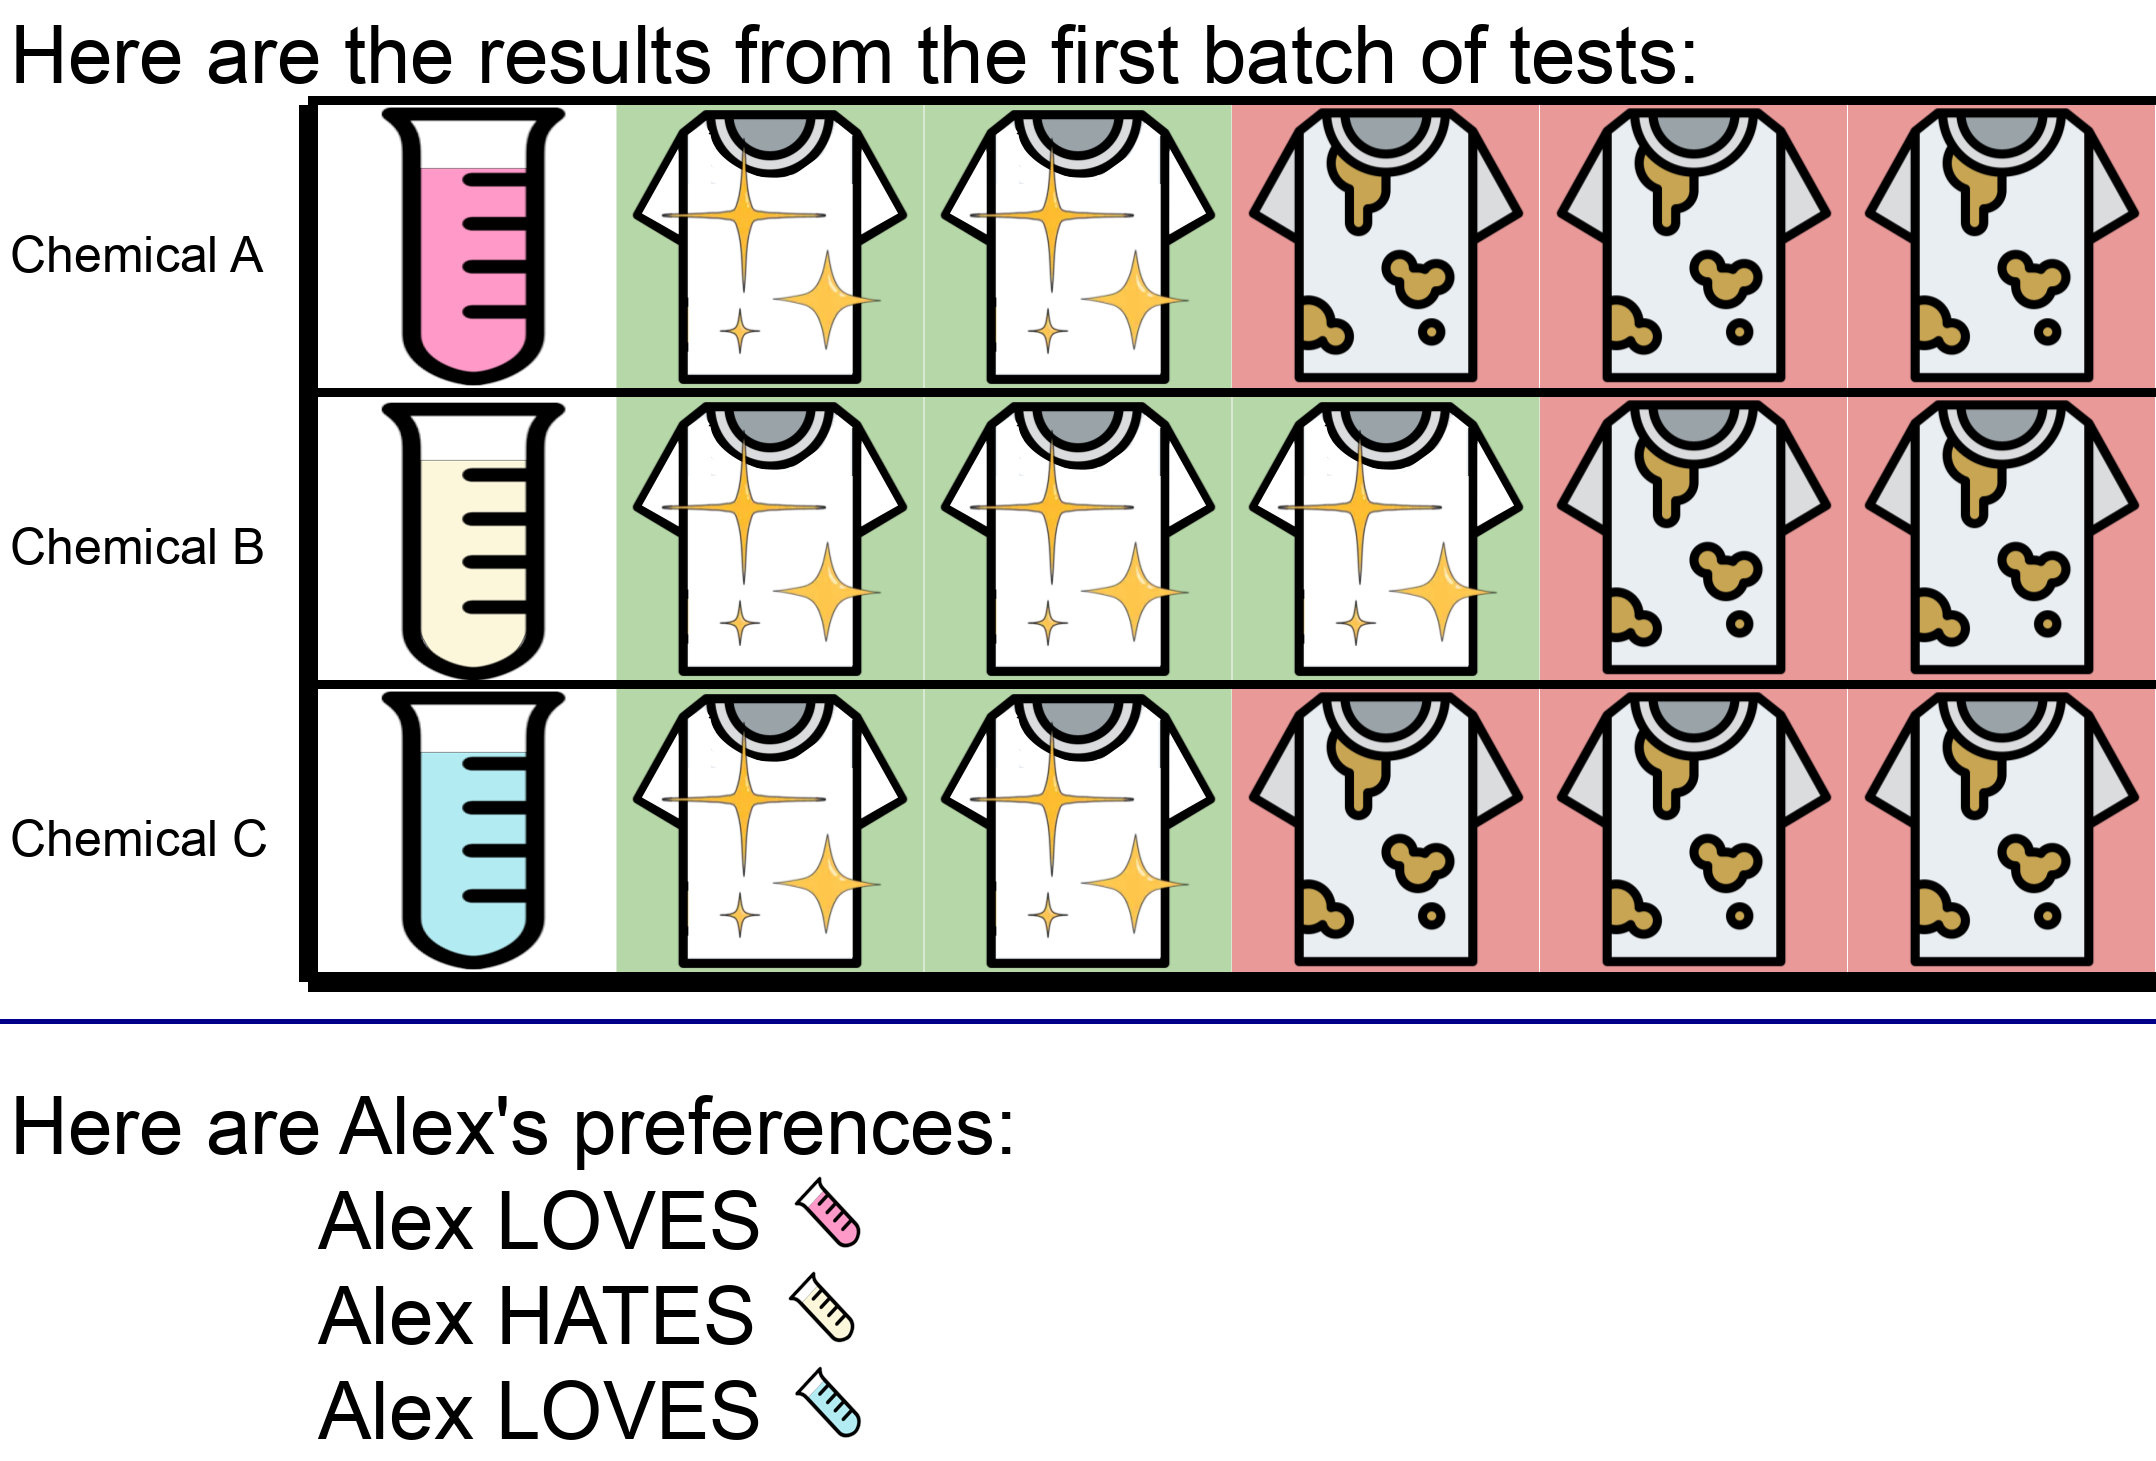 Here are the results from the first batch of tests:
Chemical A
Chemical B
Chemical C
Here are Alex's preferences:
Alex LOVES
Alex HATES
Alex LOVES